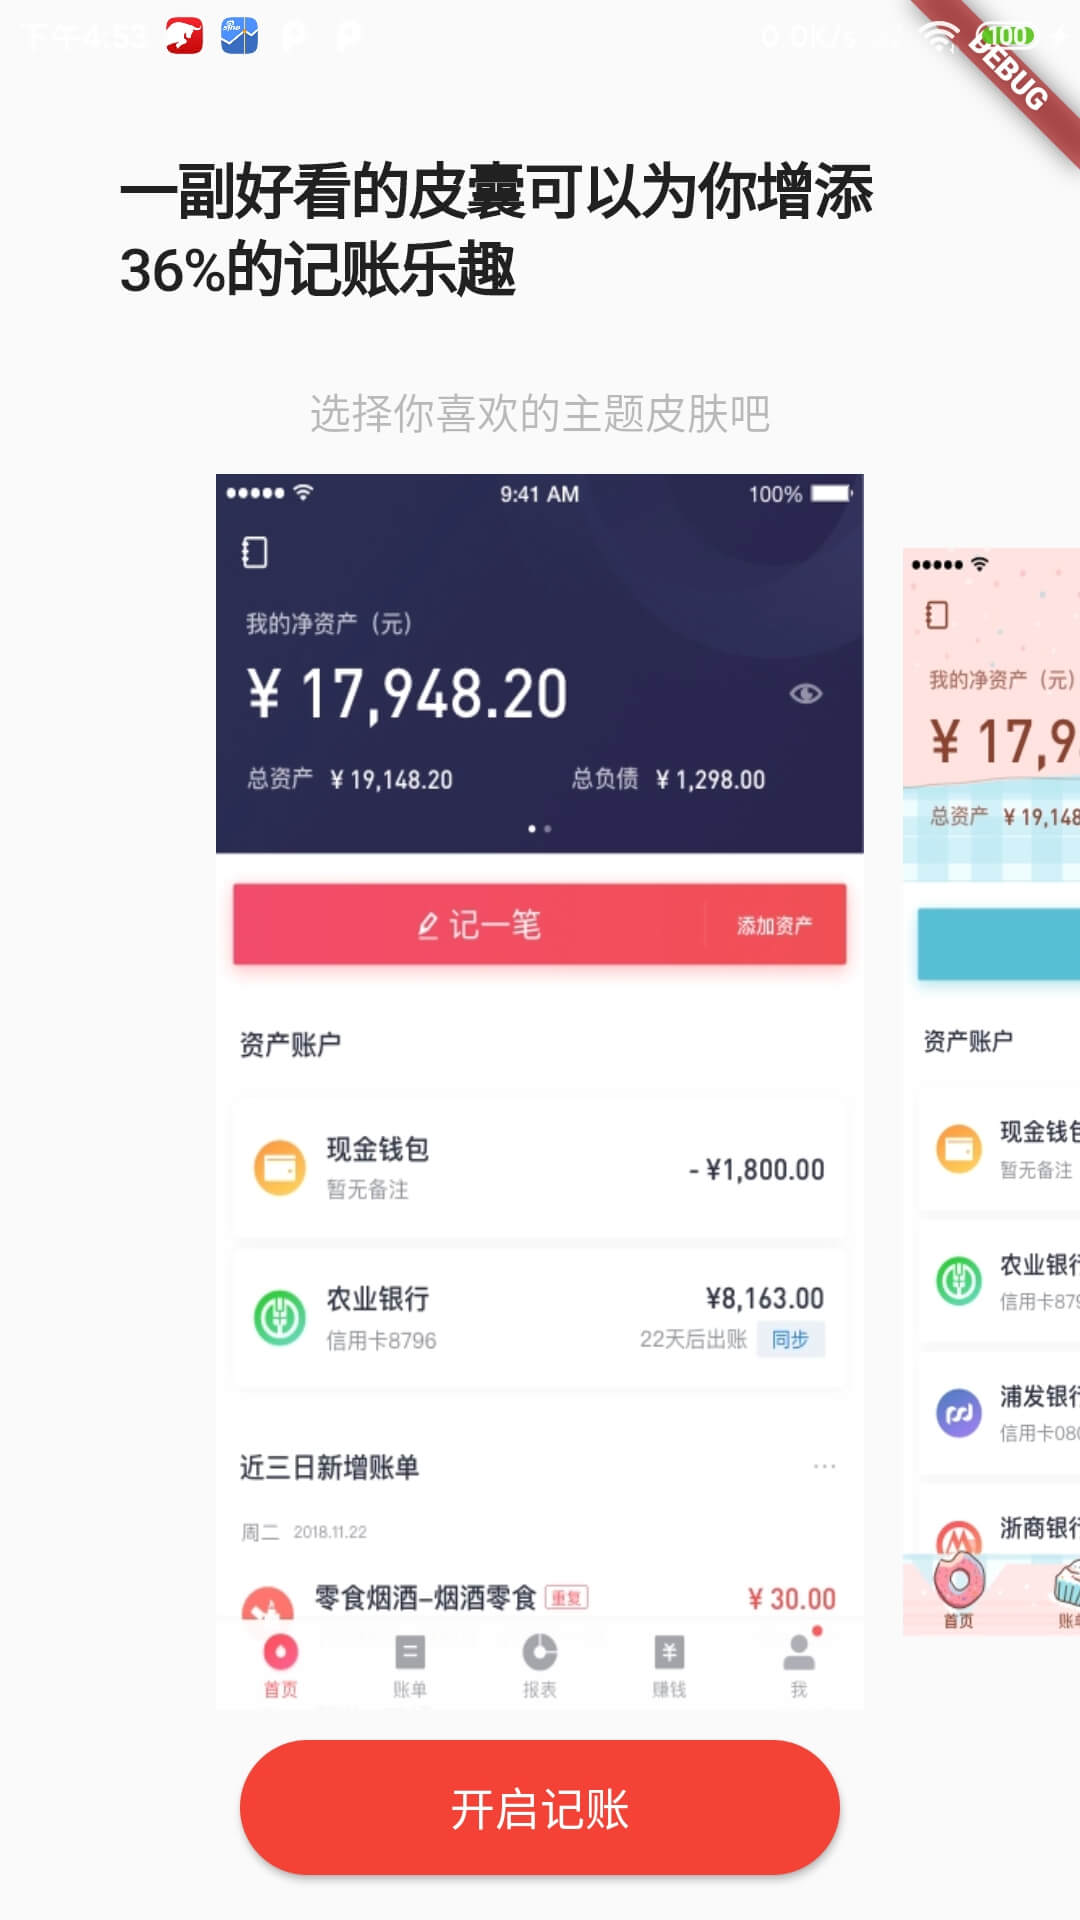 下午4:53
0.0K/s
100
DEBUG
一副好看的皮囊可以为你增添
36%的记账乐趣
选择你喜欢的主题皮肤吧
9:41 AM
100%
我的净资产（元）
¥ 17,948.20
总资产 ¥ 19,148.20
总负债 ¥ 1,298.00
记一笔
添加资产
资产账户
现金钱包
暂无备注
- ¥1,800.00
农业银行
信用卡8796
¥8,163.00
22天后出账 同步
近三日新增账单
...
周二 2018.11.22
零食烟酒–烟酒零食 重复
¥ 30.00
首页
账单
报表
赚钱
我
我的净资产（元）
¥ 17,9
总资产 ¥ 19,148
资产账户
现金钱包
暂无备注
农业银行
信用卡879
浦发银行
信用卡080
浙商银行
首页
账单
开启记账